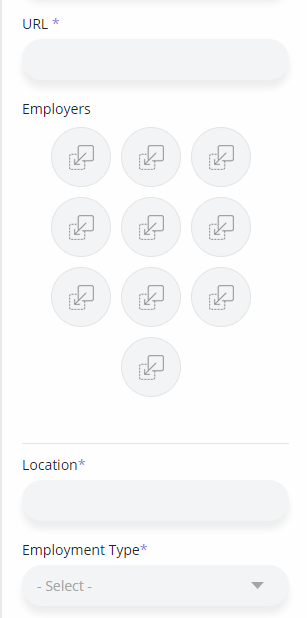 URL *
Employers
Location*
Employment Type*
- Select -